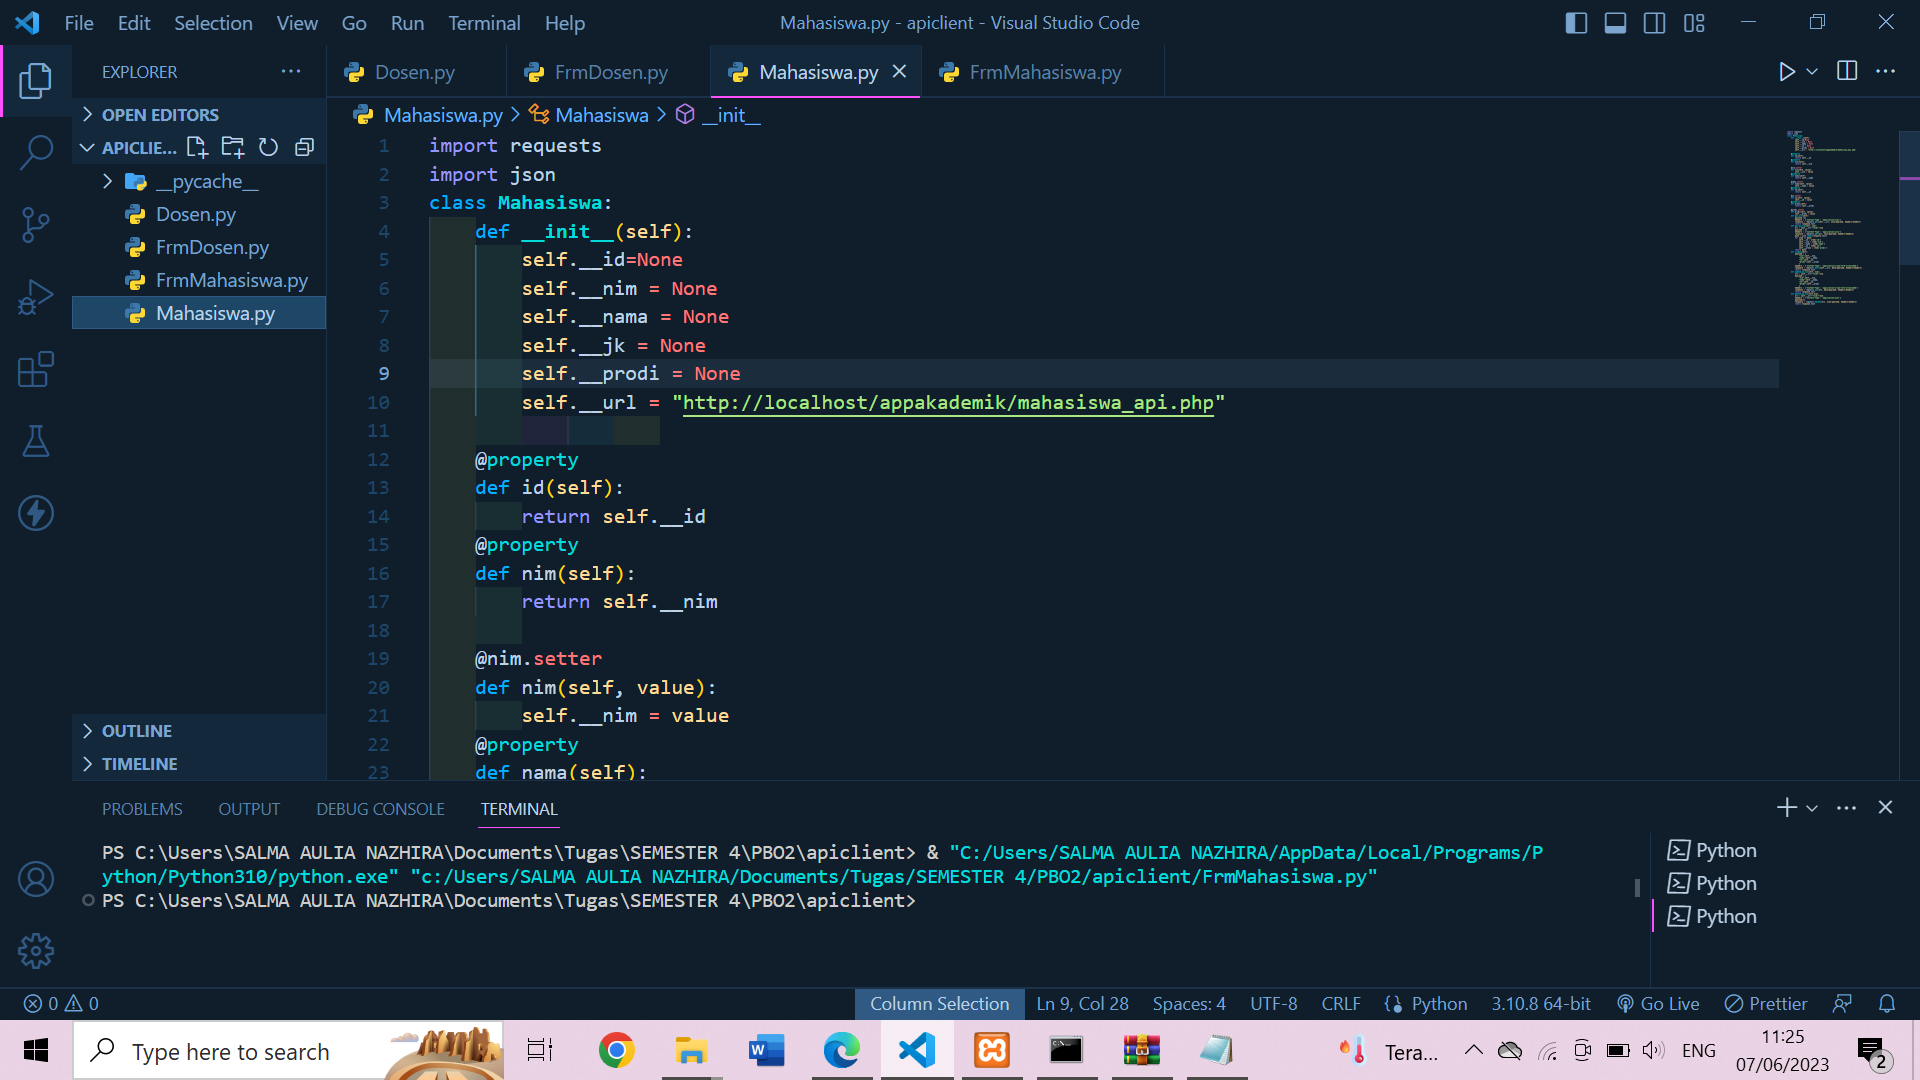 File Edit Selection View Go Run Terminal Help
Mahasiswa.py - apiclient - Visual Studio Code
EXPLORER
Dosen.py
FrmDosen.py
Mahasiswa.py
FrmMahasiswa.py
OPEN EDITORS
APICLIE...
__pycache__
Dosen.py
FrmDosen.py
FrmMahasiswa.py
Mahasiswa.py
OUTLINE
TIMELINE
Mahasiswa.py > Mahasiswa > __init__
1 import requests
2 import json
3 class Mahasiswa:
4 def __init__(self):
5 self.__id=None
6 self.__nim = None
7 self.__nama = None
8 self.__jk = None
9 self.__prodi = None
10 self.__url = "http://localhost/appakademik/mahasiswa_api.php"
11
12 @property
13 def id(self):
14 return self.__id
15 @property
16 def nim(self):
17 return self.__nim
18
19 @nim.setter
20 def nim(self, value):
21 self.__nim = value
22 @property
23 def nama(self):
PROBLEMS OUTPUT DEBUG CONSOLE TERMINAL
PS C:\Users\SALMA AULIA NAZHIRA\Documents\Tugas\SEMESTER 4\PBO2\apiclient> & "C:/Users/SALMA AULIA NAZHIRA/AppData/Local/Programs/P
ython/Python310/python.exe" "c:/Users/SALMA AULIA NAZHIRA/Documents/Tugas/SEMESTER 4/PBO2/apiclient/FrmMahasiswa.py"
PS C:\Users\SALMA AULIA NAZHIRA\Documents\Tugas\SEMESTER 4\PBO2\apiclient>
Python
Python
Python
0 0
Column Selection Ln 9, Col 28 Spaces: 4 UTF-8 CRLF Python 3.10.8 64-bit Go Live Prettier
Type here to search
Tera...
ENG
11:25
07/06/2023
2